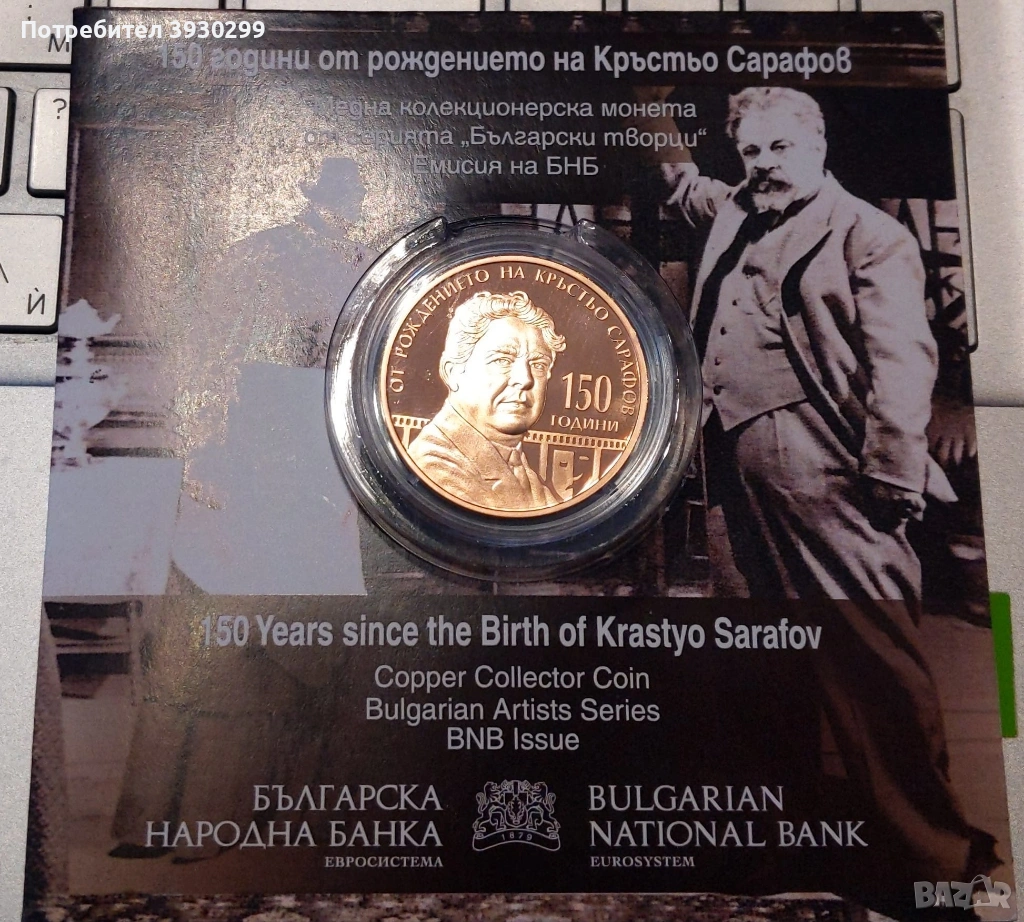 Потребител 3930299
150 години от рождението на Кръстьо Сарафов
Медна колекционерска монета
от серията „Български творци“
Емисия на БНБ
ОТ РОЖДЕНИЕТО НА КРЪСТЬО САРАФОВ
150
ГОДИНИ
150 Years since the Birth of Krastyo Sarafov
Copper Collector Coin
Bulgarian Artists Series
BNB Issue
БЪЛГАРСКА
НАРОДНА БАНКА
ЕВРОСИСТЕМА
1879
BULGARIAN
NATIONAL BANK
EUROSYSTEM
М
?
Й
BAZAR